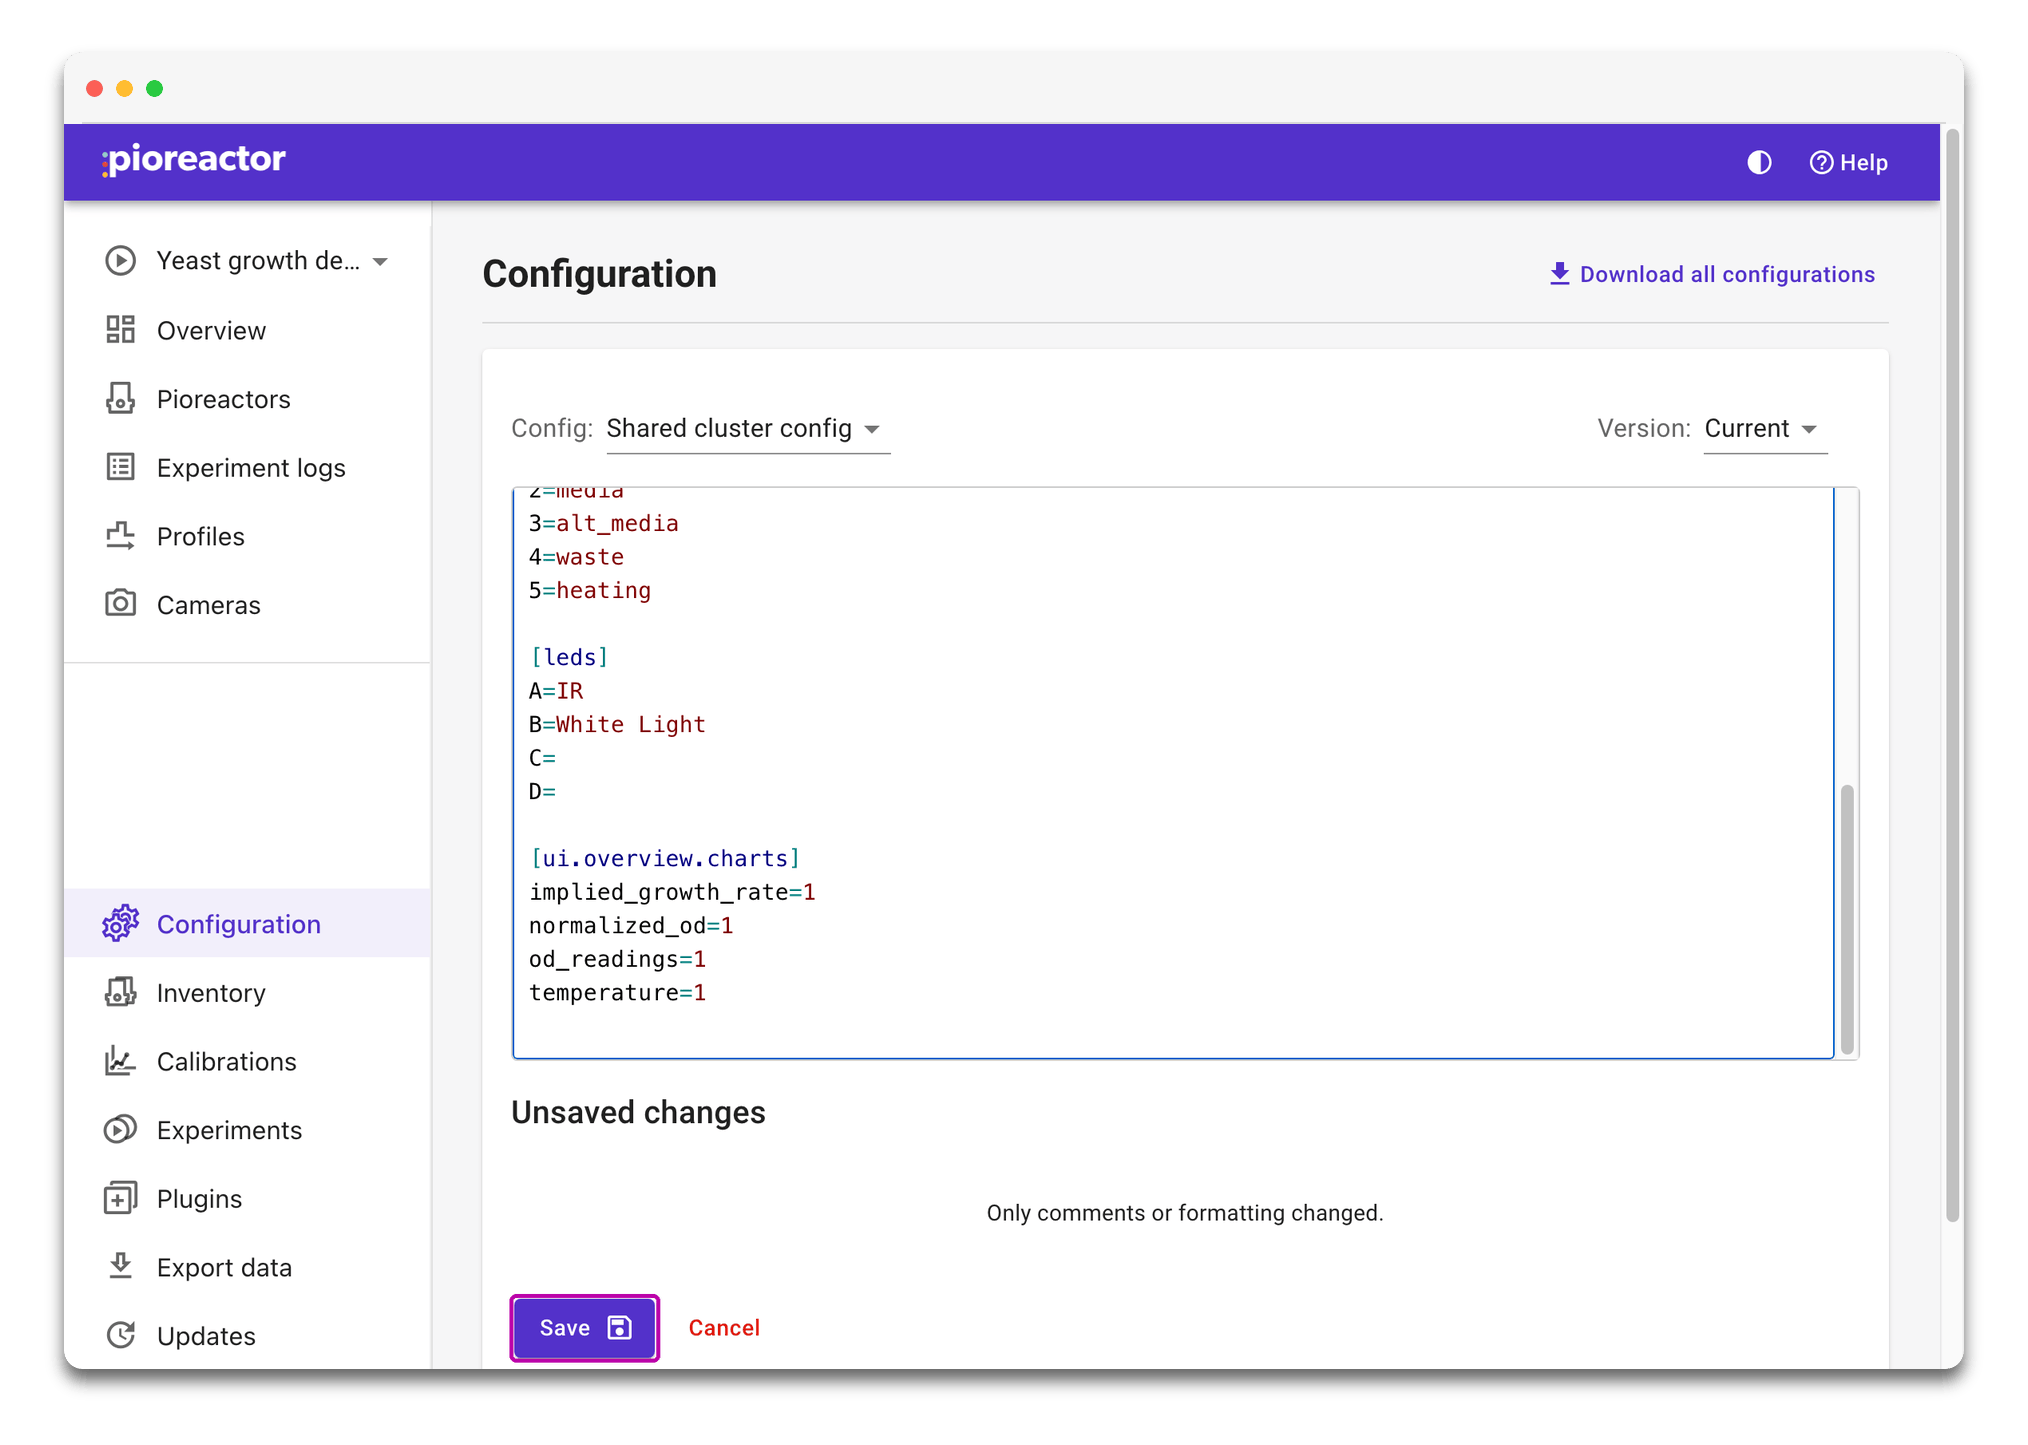 pioreactor
Help
Yeast growth de...
Overview
Pioreactors
Experiment logs
Profiles
Cameras
Configuration
Inventory
Calibrations
Experiments
Plugins
Export data
Updates
Configuration
Download all configurations
Config: Shared cluster config
Version: Current
2=media
3=alt_media
4=waste
5=heating
[leds]
A=IR
B=White Light
C=
D=
[ui.overview.charts]
implied_growth_rate=1
normalized_od=1
od_readings=1
temperature=1
Unsaved changes
Only comments or formatting changed.
Save
Cancel